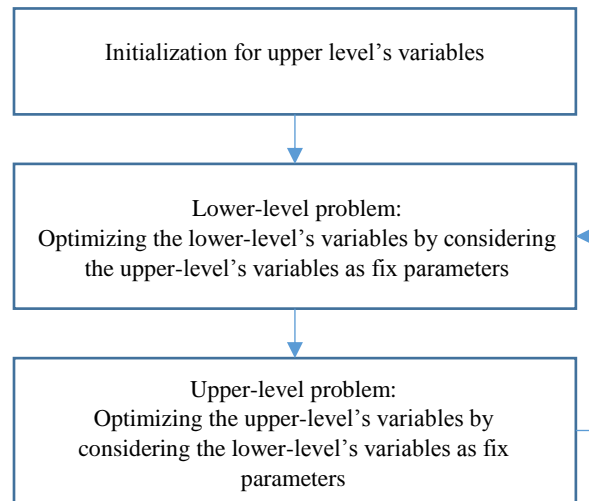 Initialization for upper level’s variables
Lower-level problem:
Optimizing the lower-level’s variables by considering
the upper-level’s variables as fix parameters
Upper-level problem:
Optimizing the upper-level’s variables by
considering the lower-level’s variables as fix
parameters